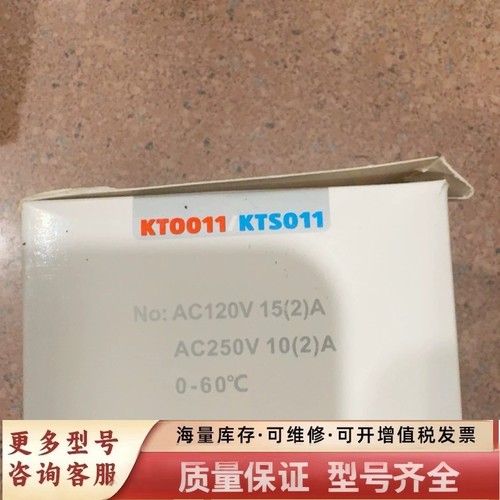 KTO011/KTS011
No: AC120V 15(2)A
AC250V 10(2)A
0-60℃
更多型号
咨询客服
海量库存·可维修·可开增值税发票
质量保证 型号齐全